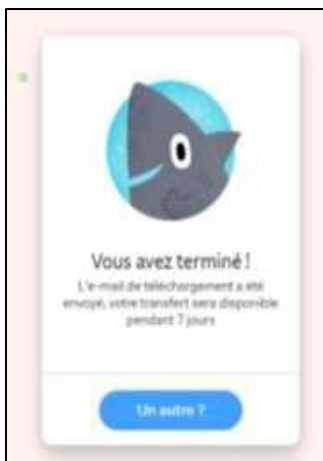 Vous avez terminé !
L'e-mail de téléchargement a été
envoyé, votre transfert sera disponible
pendant 7 jours
Un autre ?